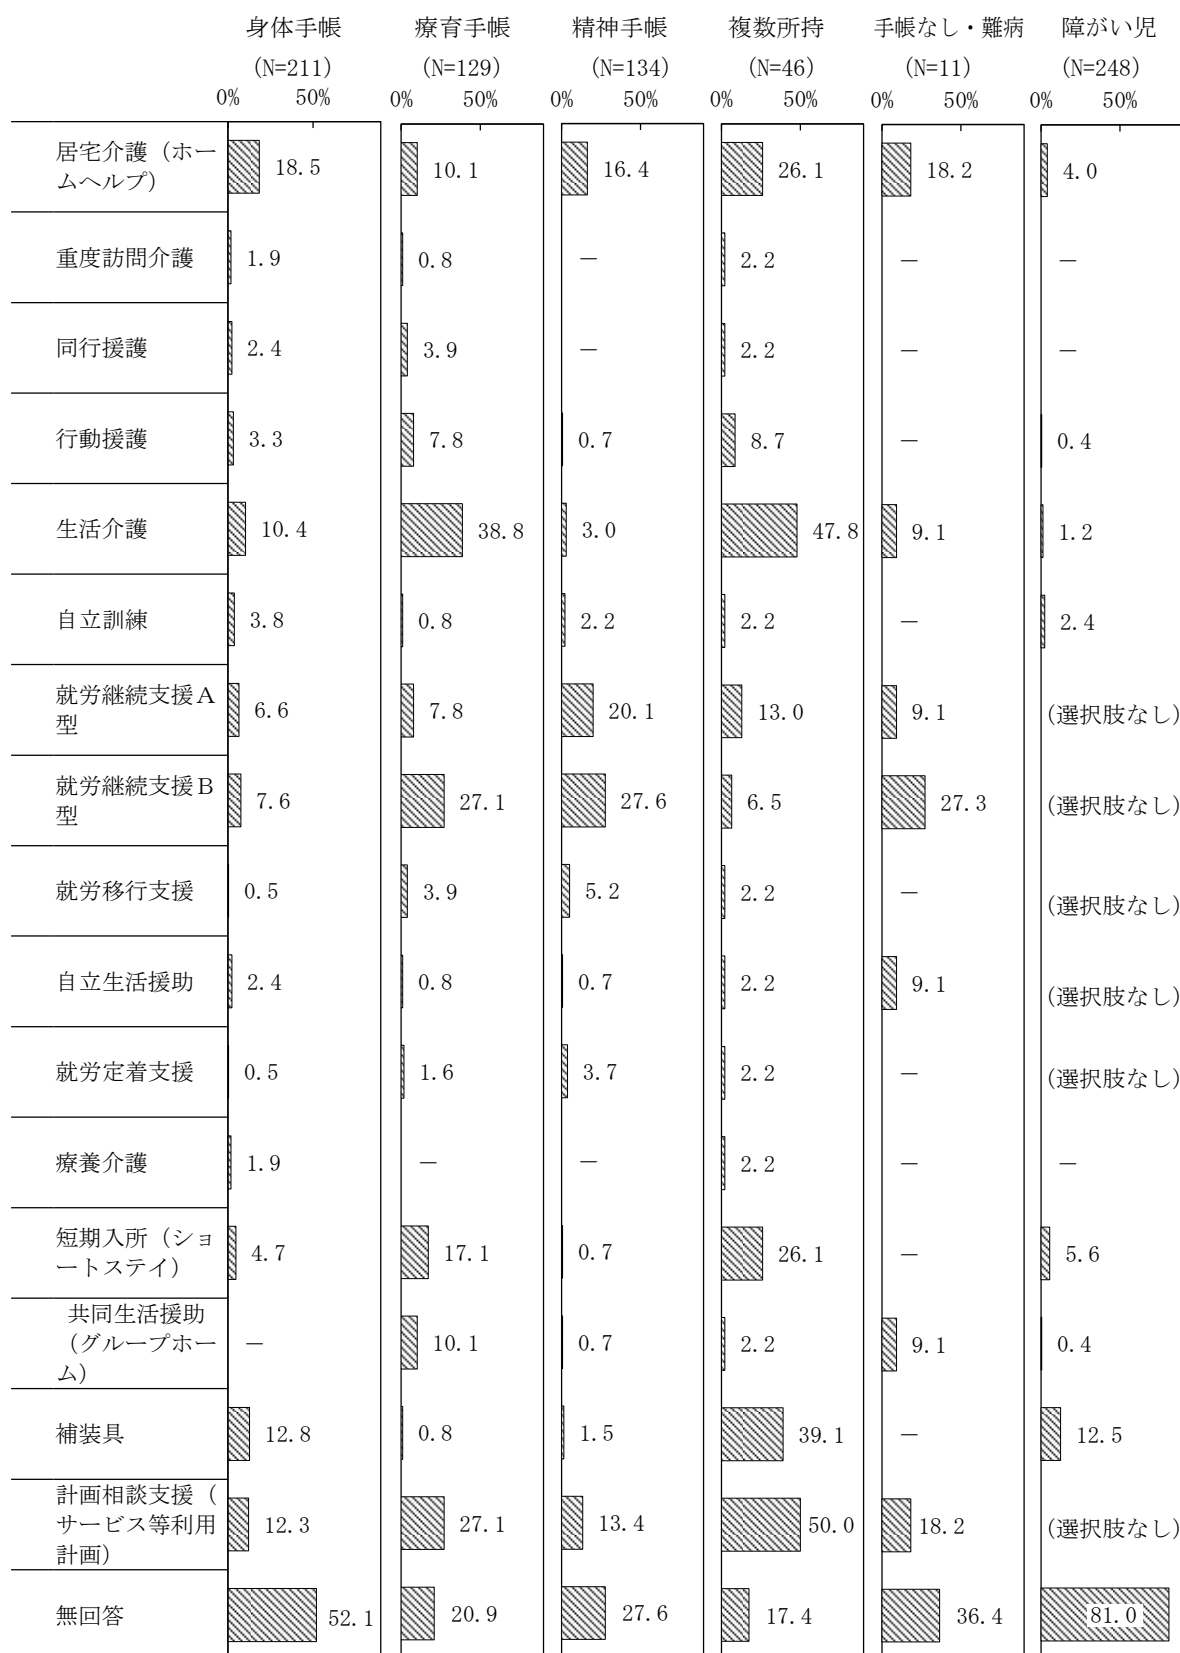 身体手帳 療育手帳 精神手帳 複数所持 手帳なし・難病 障がい児
(N=211) (N=129) (N=134) (N=46) (N=11) (N=248)
0% 50% 0% 50% 0% 50% 0% 50% 0% 50% 0% 50%
居宅介護（ホー
ムヘルプ）
18.5 10.1 16.4 26.1 18.2 4.0
重度訪問介護 1.9 0.8 － 2.2 － －
同行援護 2.4 3.9 － 2.2 － －
行動援護 3.3 7.8 0.7 8.7 － 0.4
生活介護 10.4 38.8 3.0 47.8 9.1 1.2
自立訓練 3.8 0.8 2.2 2.2 － 2.4
就労継続支援Ａ
型
6.6 7.8 20.1 13.0 9.1 (選択肢なし)
就労継続支援Ｂ
型
7.6 27.1 27.6 6.5 27.3 (選択肢なし)
就労移行支援 0.5 3.9 5.2 2.2 － (選択肢なし)
自立生活援助 2.4 0.8 0.7 2.2 9.1 (選択肢なし)
就労定着支援 0.5 1.6 3.7 2.2 － (選択肢なし)
療養介護 1.9 － － 2.2 － －
短期入所（ショ
ートステイ）
4.7 17.1 0.7 26.1 － 5.6
共同生活援助
（グループホー
ム）
－ 10.1 0.7 2.2 9.1 0.4
補装具 12.8 0.8 1.5 39.1 － 12.5
計画相談支援（
サービス等利用
計画）
12.3 27.1 13.4 50.0 18.2 (選択肢なし)
無回答 52.1 20.9 27.6 17.4 36.4 81.0